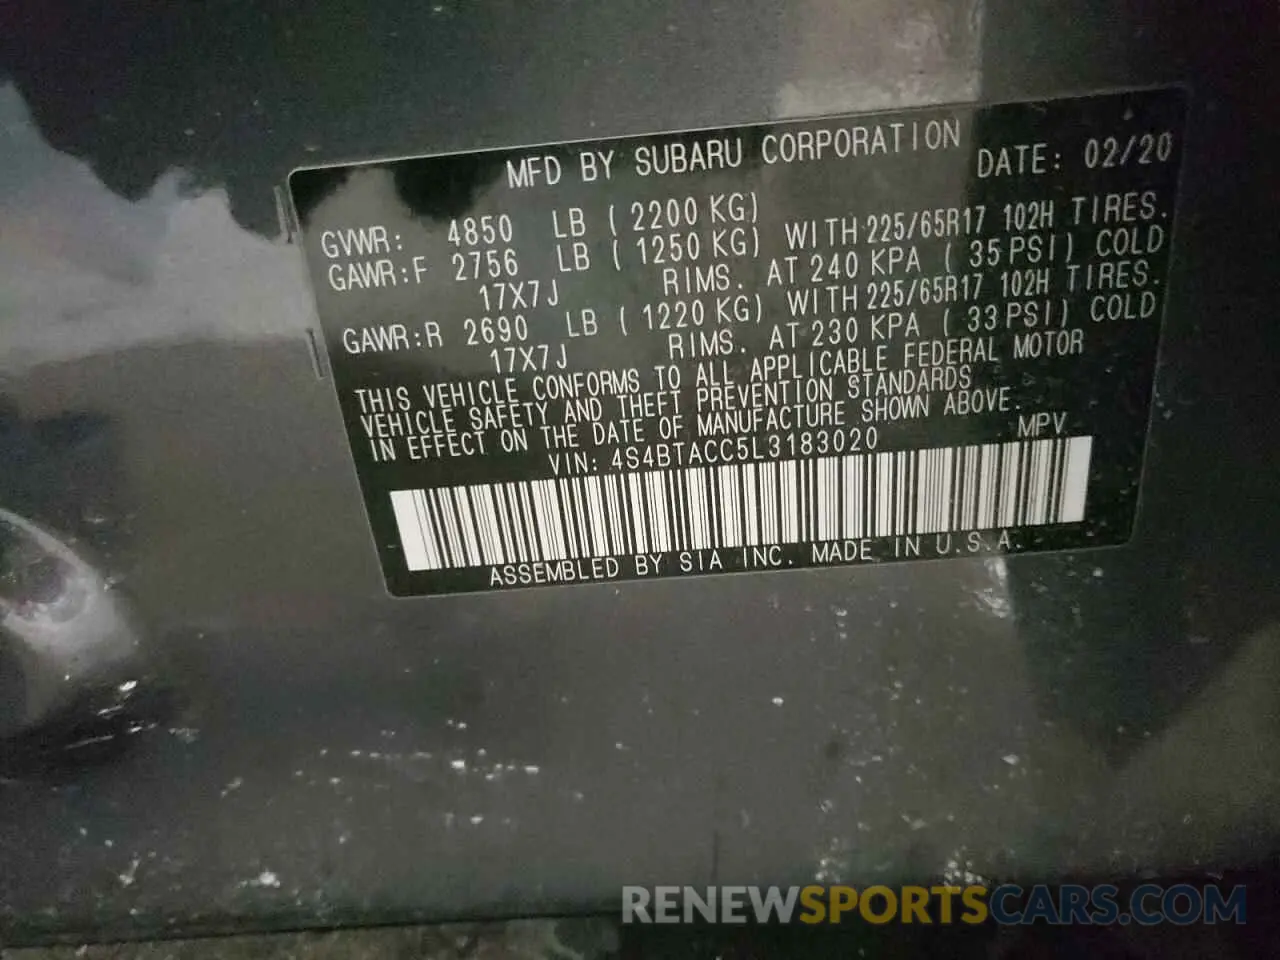 MFD BY SUBARU CORPORATION DATE: 02/20
GVWR: 4850 LB ( 2200 KG)
GAWR:F 2756 LB ( 1250 KG) WITH 225/65R17 102H TIRES.
17X7J RIMS. AT 240 KPA ( 35 PSI) COLD
GAWR:R 2690 LB ( 1220 KG) WITH 225/65R17 102H TIRES.
17X7J RIMS. AT 230 KPA ( 33 PSI) COLD
THIS VEHICLE CONFORMS TO ALL APPLICABLE FEDERAL MOTOR
VEHICLE SAFETY AND THEFT PREVENTION STANDARDS
IN EFFECT ON THE DATE OF MANUFACTURE SHOWN ABOVE.
VIN: 4S4BTACC5L3183020 MPV
ASSEMBLED BY SIA INC. MADE IN U.S.A.
RENEWSPORTSCARS.COM